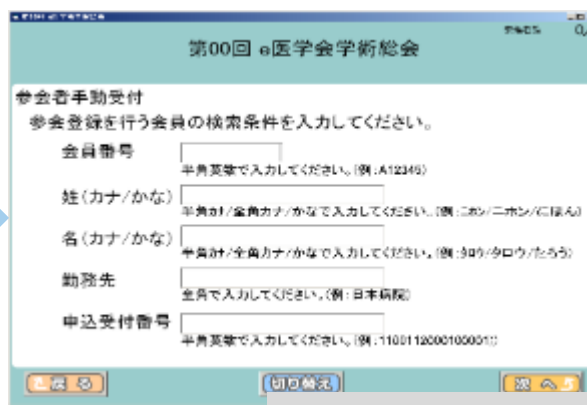 第00回 e医学会学術総会
参会者手動受付
参会登録を行う会員の検索条件を入力してください。
会員番号
半角英数で入力してください。(例:A12345)
姓(カナ/かな)
半角カナ/全角カナ/かなで入力してください。(例:ニホン/ニホン/にほん)
名(カナ/かな)
半角カナ/全角カナ/かなで入力してください。(例:タロウ/タロウ/たろう)
勤務先
全角で入力してください。(例:日本病院)
申込受付番号
半角英数で入力してください。
戻る 切り替え 次へ